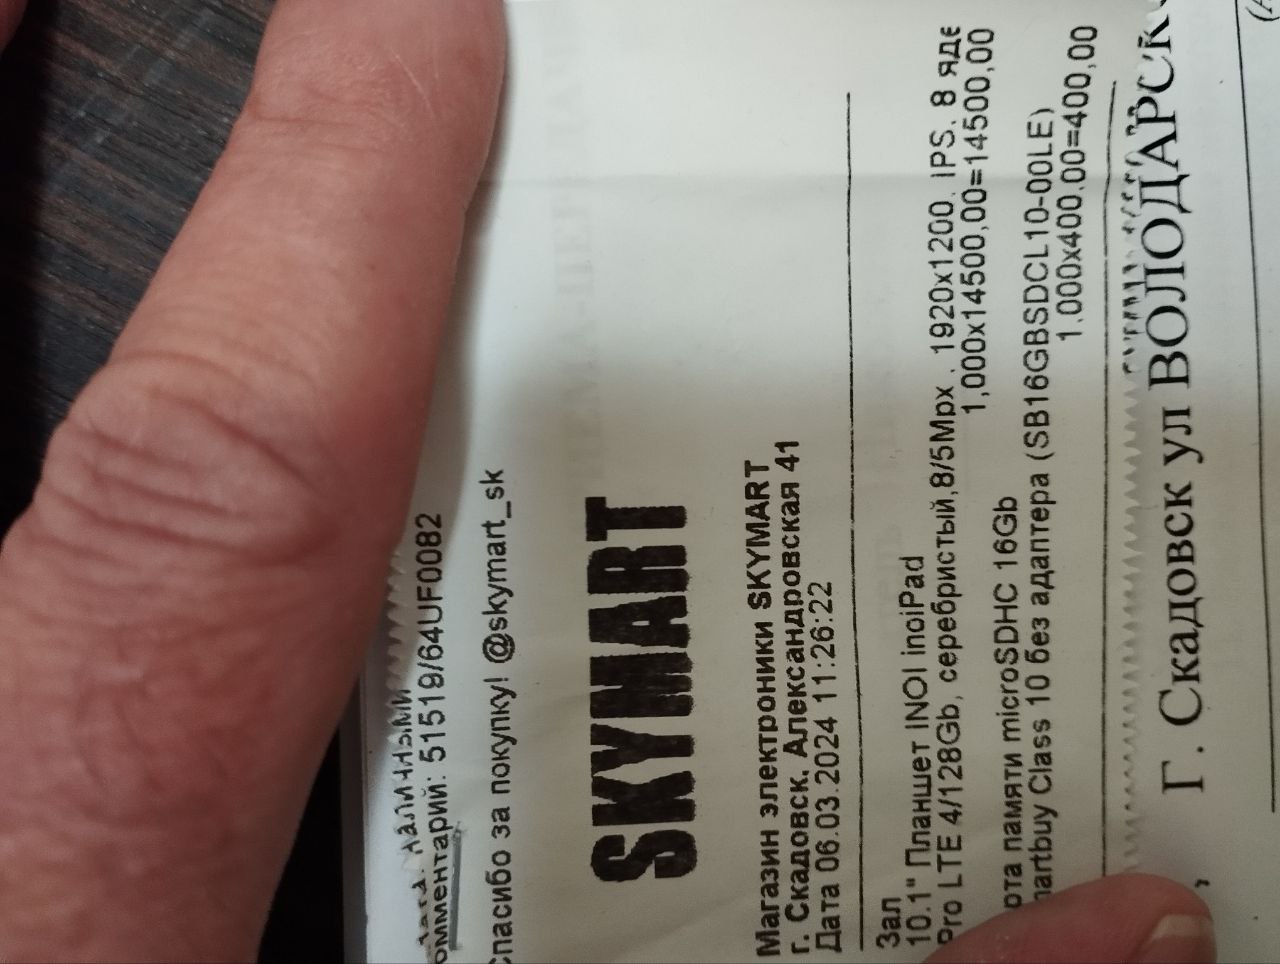 51519/64UF0082
Спасибо за покупку! @skymart_sk
SKYMART
Магазин электроники SKYMART
г. Скадовск, Александровская 41
Дата 06.03.2024 11:26:22
Зал
10.1" Планшет INOI inoiPad
Pro LTE 4/128Gb, серебристый,8/5Mpx , 1920x1200, IPS, 8 яде
1,000x14500,00=14500,00
памяти microSDHC 16Gb
Class 10 без адаптера (SB16GBSDCL10-00LE)
1,000x400,00=400,00
Г . Скадовск ул ВОЛОДАРСК